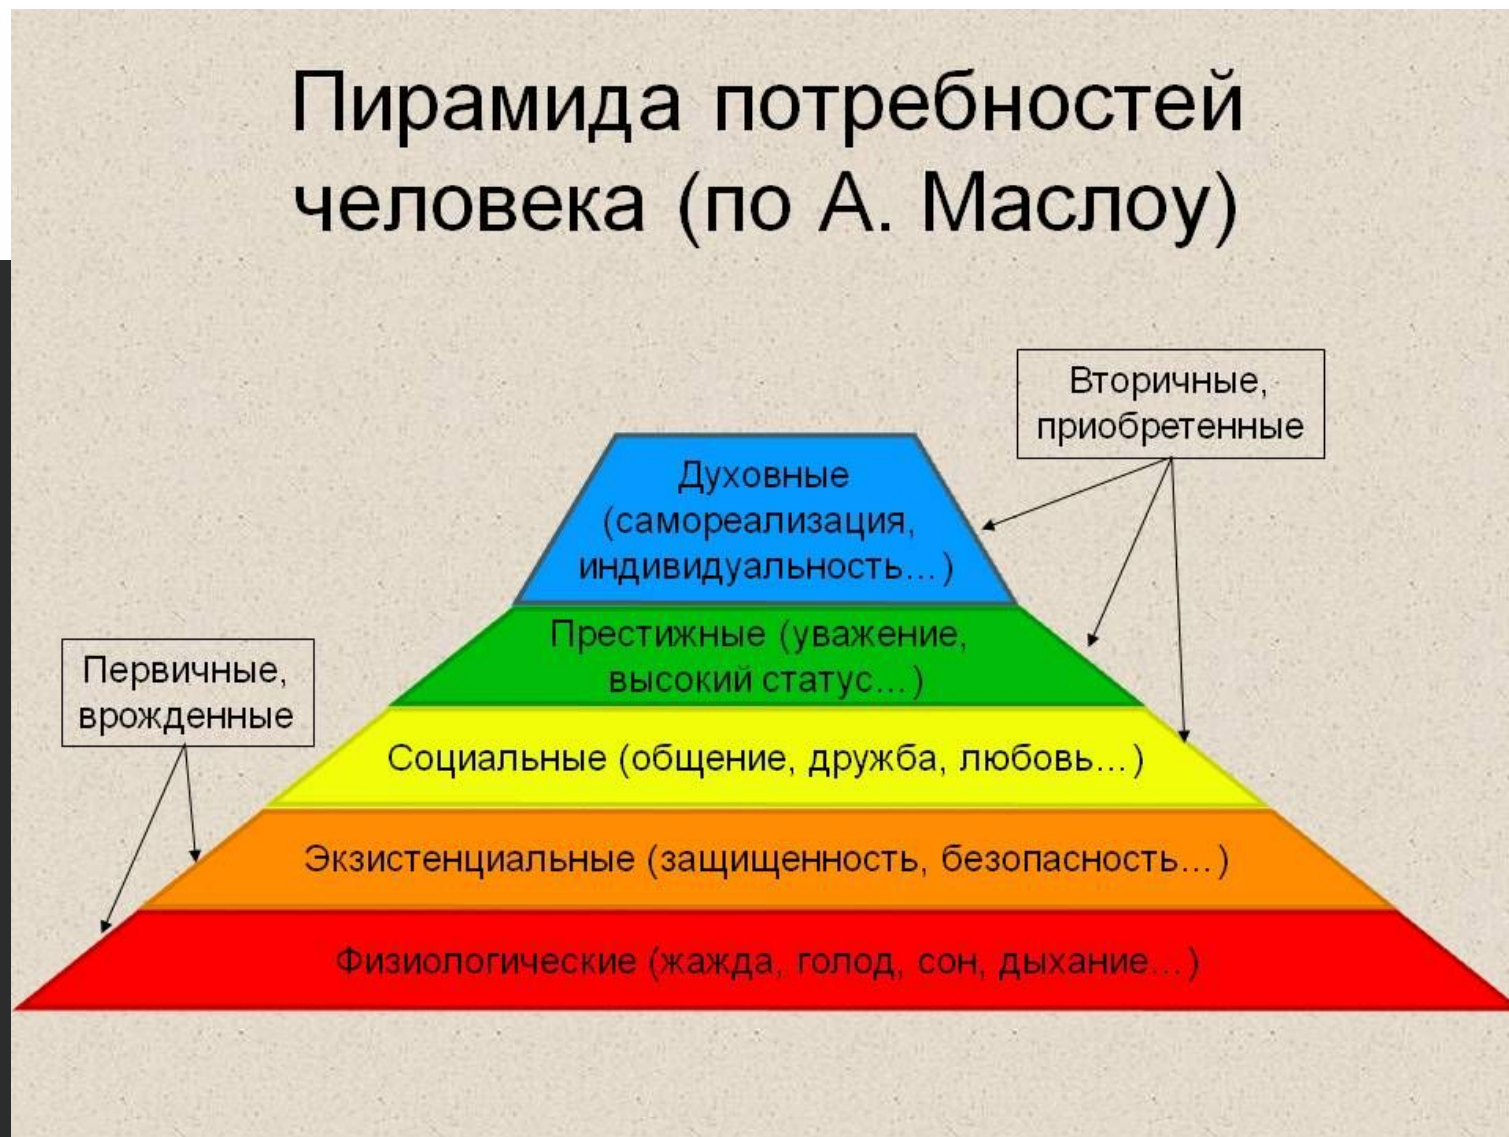 Пирамида потребностей
человека (по А. Маслоу)
Вторичные,
приобретенные
Духовные
(самореализация,
индивидуальность...)
Престижные (уважение,
высокий статус...)
Первичные,
врожденные
Социальные (общение, дружба, любовь...)
Экзистенциальные (защищенность, безопасность...)
Физиологические (жажда, голод, сон, дыхание...)